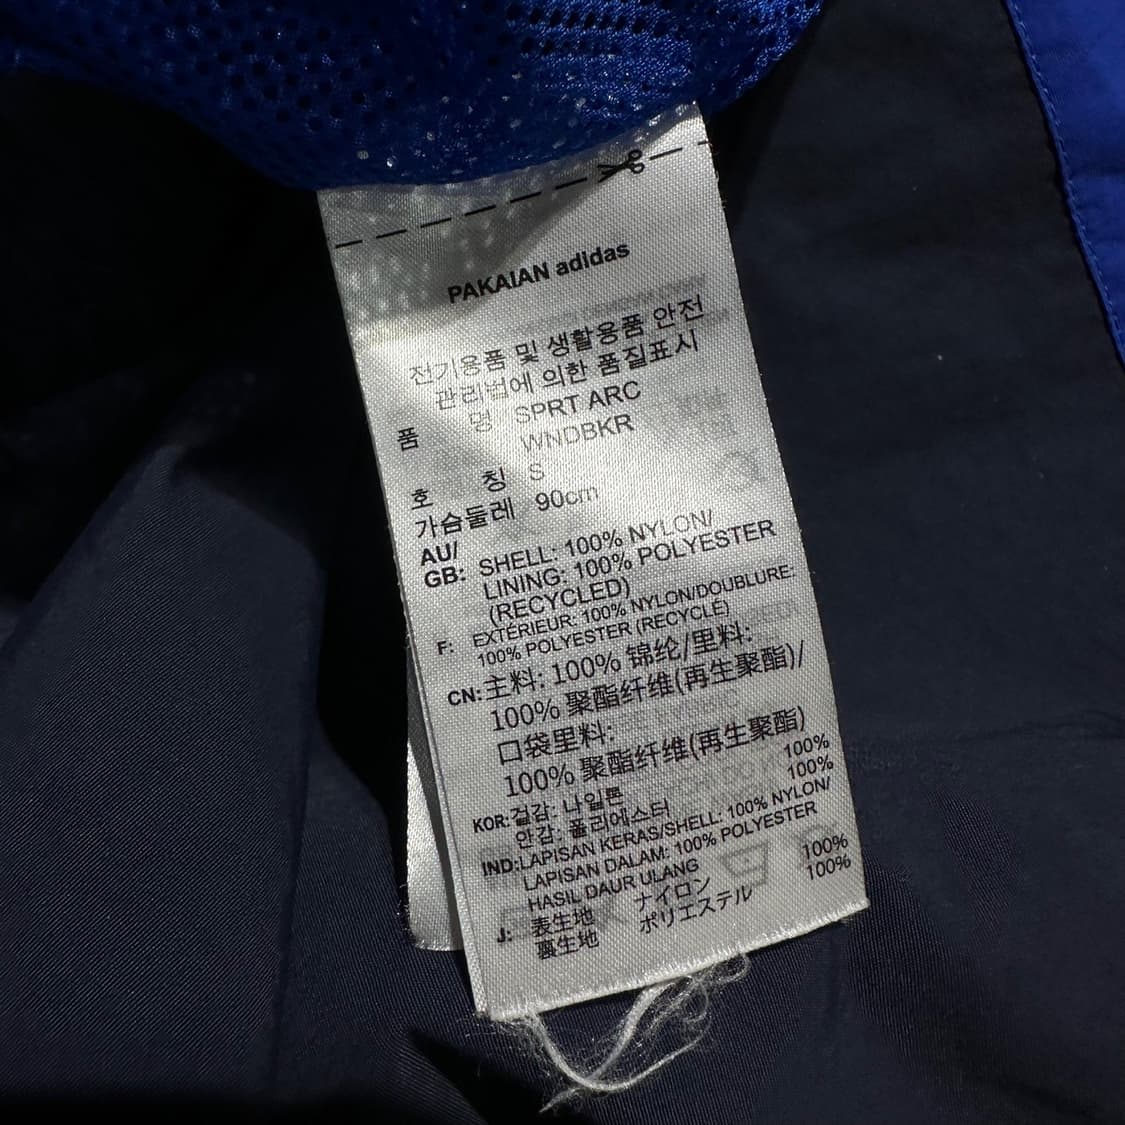 PAKAIAN adidas
전기용품 및 생활용품 안전
관리법에 의한 품질표시
품 명 SPRT ARC
WNDBKR
호 칭 S
가슴둘레 90cm
AU/
GB: SHELL: 100% NYLON/
LINING: 100% POLYESTER
(RECYCLED)
F: EXTÉRIEUR: 100% NYLON/DOUBLURE:
100% POLYESTER (RECYCLÉ)
CN: 主料: 100% 锦纶/里料:
100% 聚酯纤维(再生聚酯)/
口袋里料:
100% 聚酯纤维(再生聚酯)
KOR: 겉감: 나일론 100%
안감: 폴리에스터 100%
IND: LAPISAN KERAS/SHELL: 100% NYLON/
LAPISAN DALAM: 100% POLYESTER
HASIL DAUR ULANG
J: 表生地 ナイロン 100%
裏生地 ポリエステル 100%